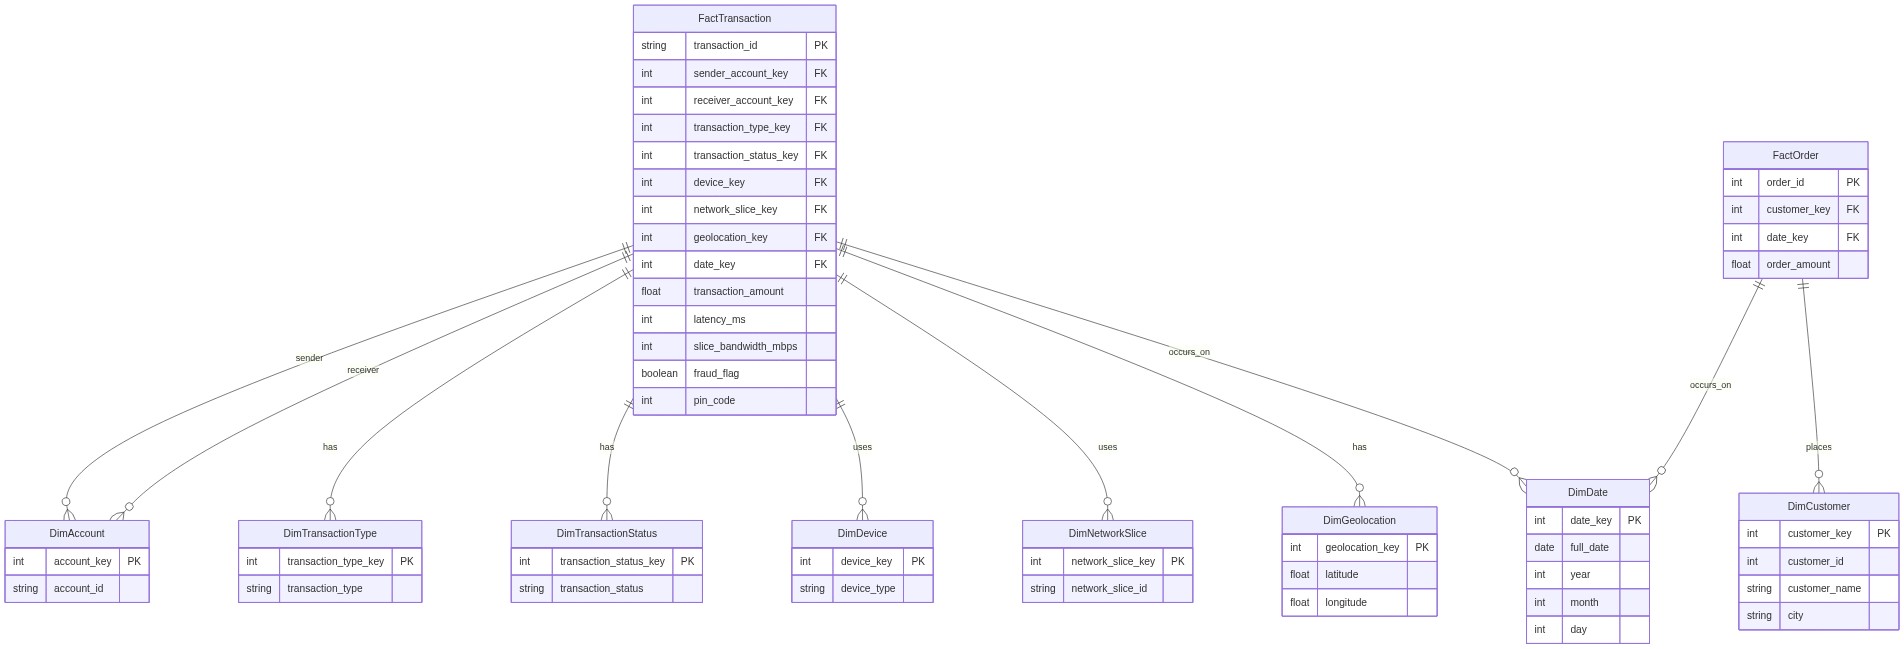 FactTransaction
string transaction_id PK
int sender_account_key FK
int receiver_account_key FK
int transaction_type_key FK
int transaction_status_key FK
int device_key FK
int network_slice_key FK
int geolocation_key FK
int date_key FK
float transaction_amount
int latency_ms
int slice_bandwidth_mbps
boolean fraud_flag
int pin_code
FactOrder
int order_id PK
int customer_key FK
int date_key FK
float order_amount
sender
receiver
has
has
uses
uses
has
occurs_on
occurs_on
places
DimAccount
int account_key PK
string account_id
DimTransactionType
int transaction_type_key PK
string transaction_type
DimTransactionStatus
int transaction_status_key PK
string transaction_status
DimDevice
int device_key PK
string device_type
DimNetworkSlice
int network_slice_key PK
string network_slice_id
DimGeolocation
int geolocation_key PK
float latitude
float longitude
DimDate
int date_key PK
date full_date
int year
int month
int day
DimCustomer
int customer_key PK
int customer_id
string customer_name
string city